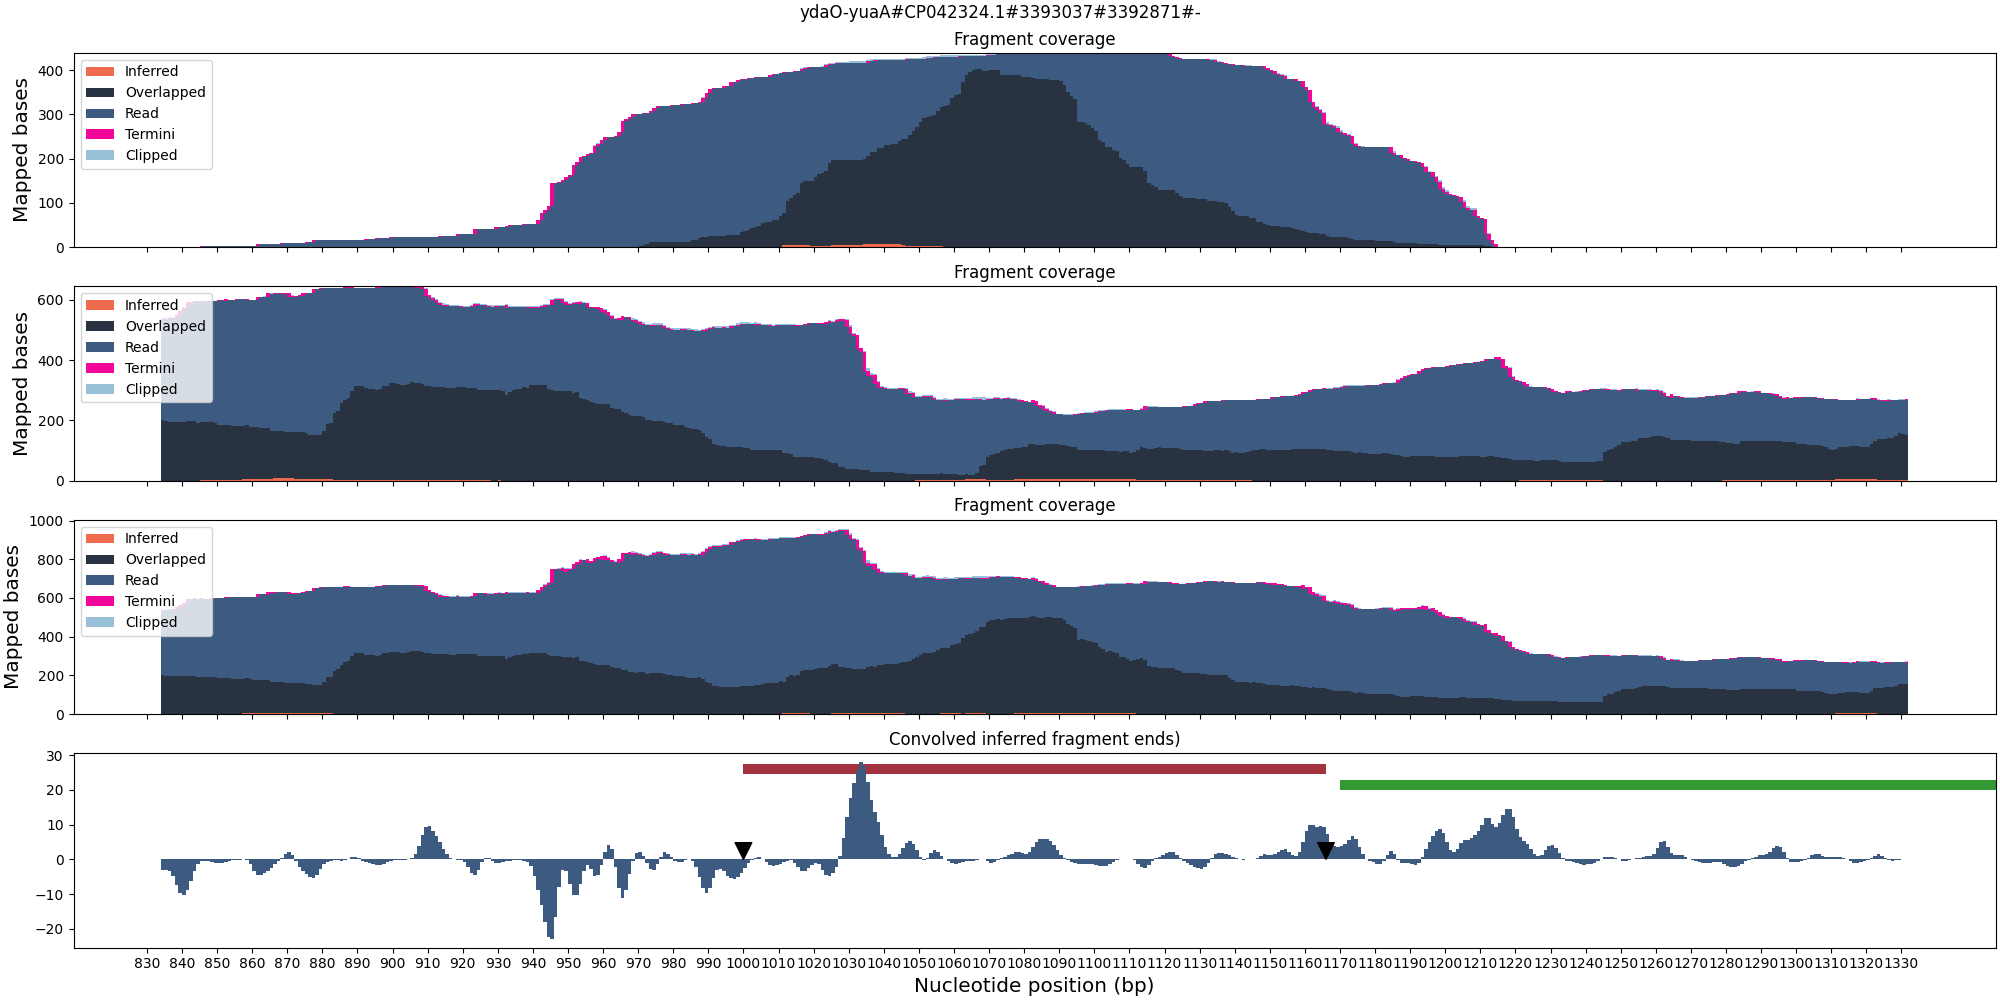 ydaO-yuaA#CP042324.1#3393037#3392871#-
Fragment coverage
Mapped bases
400
300
200
100
0
Inferred
Overlapped
Read
Termini
Clipped
Fragment coverage
Mapped bases
600
400
200
0
Inferred
Overlapped
Read
Termini
Clipped
Fragment coverage
Mapped bases
1000
800
600
400
200
0
Inferred
Overlapped
Read
Termini
Clipped
Convolved inferred fragment ends)
30
20
10
0
−10
−20
830 840 850 860 870 880 890 900 910 920 930 940 950 960 970 980 990 1000 1010 1020 1030 1040 1050 1060 1070 1080 1090 1100 1110 1120 1130 1140 1150 1160 1170 1180 1190 1200 1210 1220 1230 1240 1250 1260 1270 1280 1290 1300 1310 1320 1330
Nucleotide position (bp)